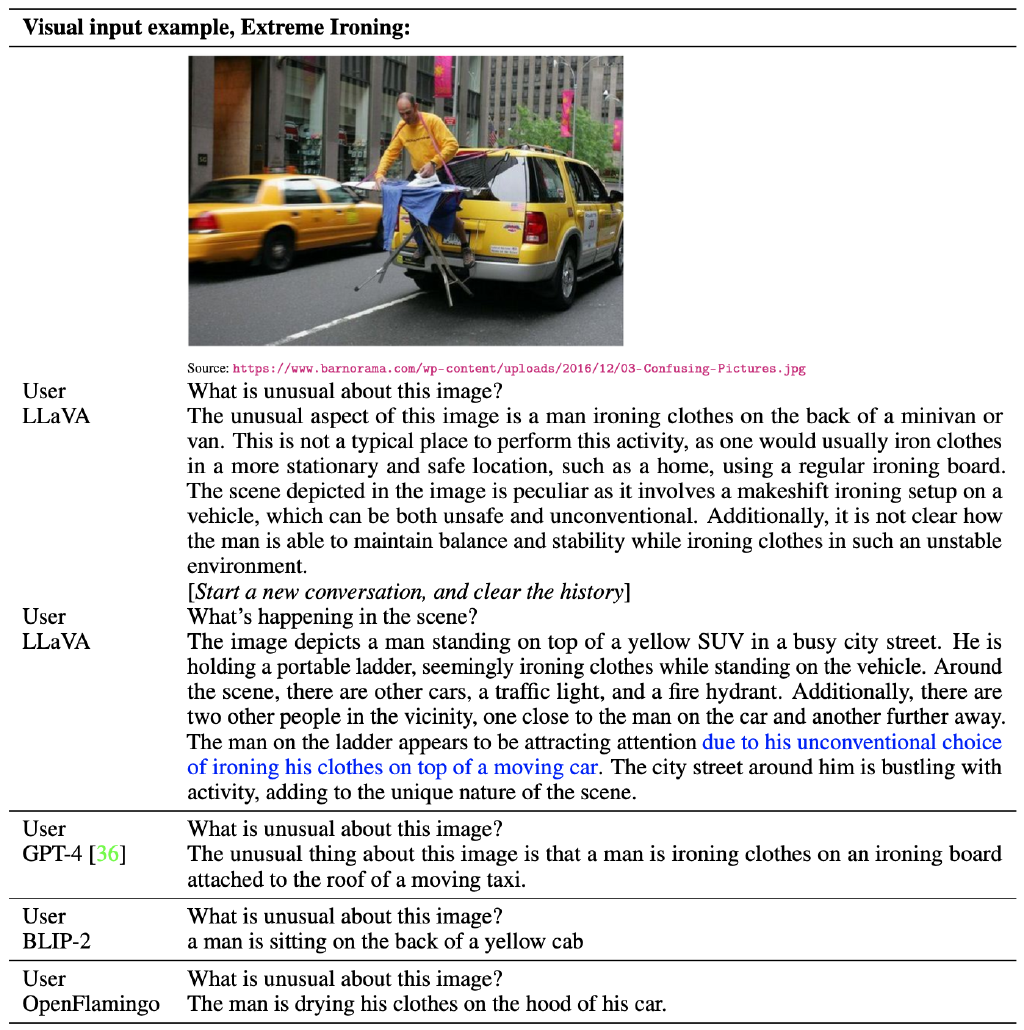 Visual input example, Extreme Ironing:
Source: https://www.barnorama.com/wp-content/uploads/2016/12/03-Confusing-Pictures.jpg
User What is unusual about this image?
LLaVA The unusual aspect of this image is a man ironing clothes on the back of a minivan or
van. This is not a typical place to perform this activity, as one would usually iron clothes
in a more stationary and safe location, such as a home, using a regular ironing board.
The scene depicted in the image is peculiar as it involves a makeshift ironing setup on a
vehicle, which can be both unsafe and unconventional. Additionally, it is not clear how
the man is able to maintain balance and stability while ironing clothes in such an unstable
environment.
[Start a new conversation, and clear the history]
User What's happening in the scene?
LLaVA The image depicts a man standing on top of a yellow SUV in a busy city street. He is
holding a portable ladder, seemingly ironing clothes while standing on the vehicle. Around
the scene, there are other cars, a traffic light, and a fire hydrant. Additionally, there are
two other people in the vicinity, one close to the man on the car and another further away.
The man on the ladder appears to be attracting attention due to his unconventional choice
of ironing his clothes on top of a moving car. The city street around him is bustling with
activity, adding to the unique nature of the scene.
User What is unusual about this image?
GPT-4 [36] The unusual thing about this image is that a man is ironing clothes on an ironing board
attached to the roof of a moving taxi.
User What is unusual about this image?
BLIP-2 a man is sitting on the back of a yellow cab
User What is unusual about this image?
OpenFlamingo The man is drying his clothes on the hood of his car.